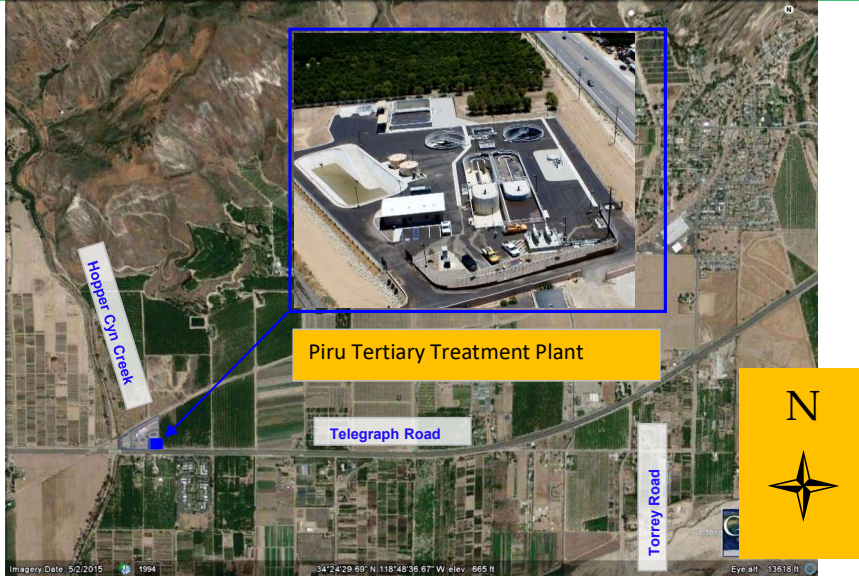 N
Hopper Cyn Creek
Piru Tertiary Treatment Plant
N
Telegraph Road
Torrey Road
Imagery Date: 5/2/2015
1994
34°24'29.69" N 118°48'36.67" W elev 665 ft
Eye alt 13618 ft